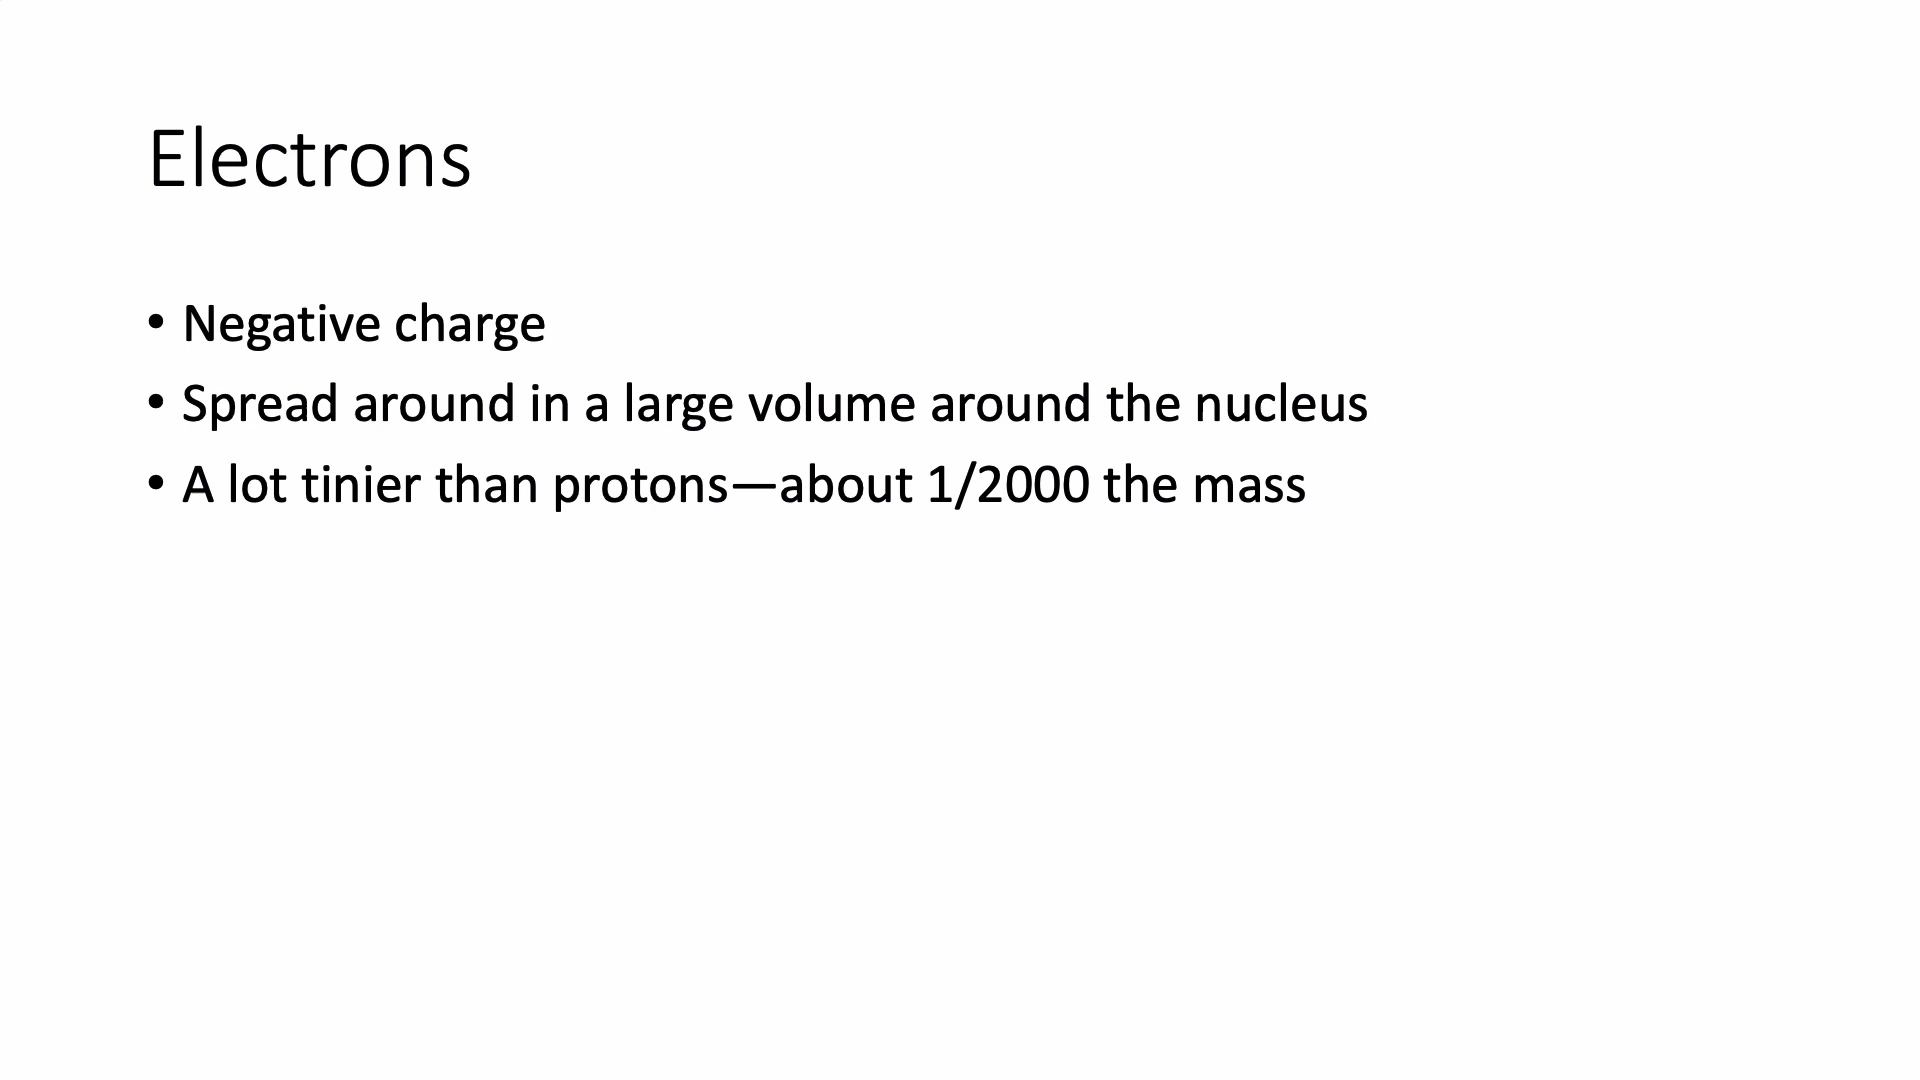 Electrons
• Negative charge
• Spread around in a large volume around the nucleus
• A lot tinier than protons—about 1/2000 the mass